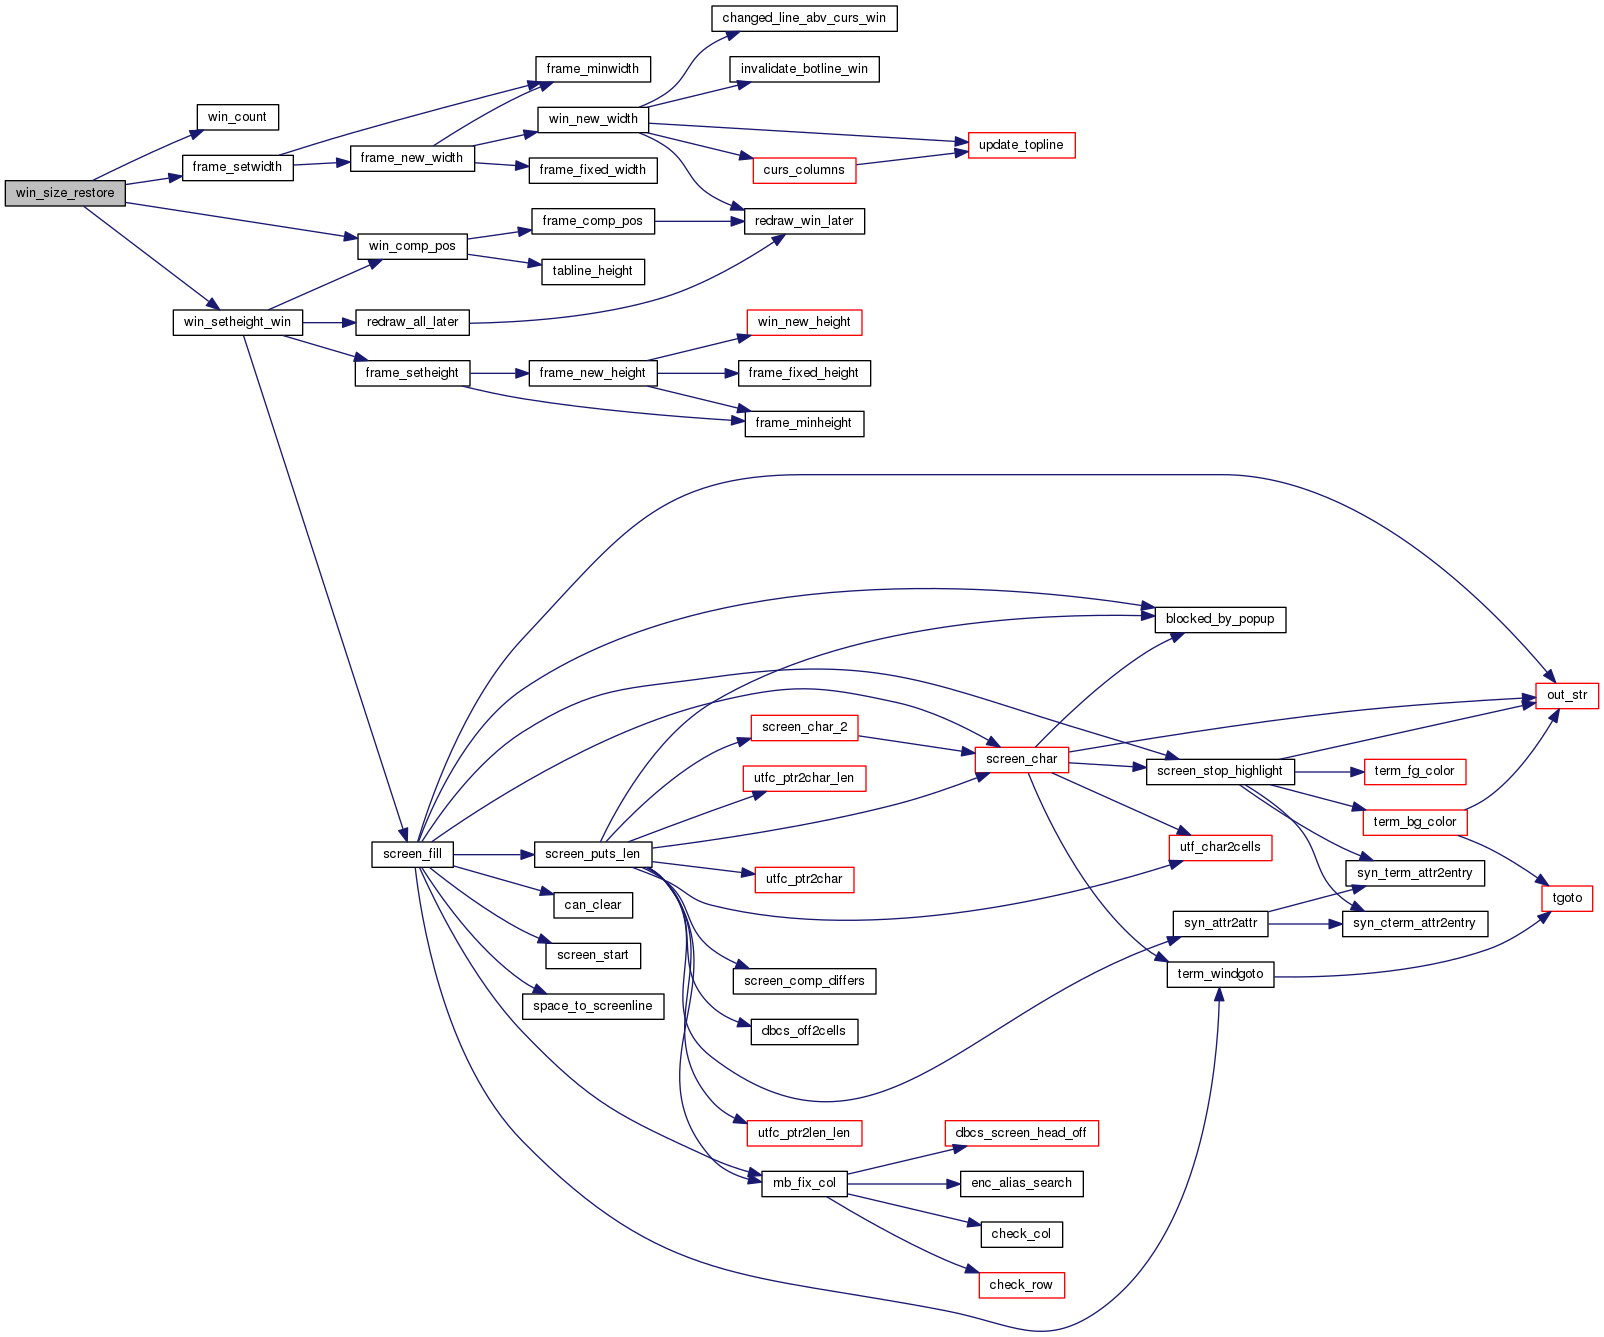 changed_line_abv_curs_win
frame_minwidth
invalidate_botline_win
win_count
win_new_width
update_topline
frame_setwidth
frame_new_width
frame_fixed_width
curs_columns
win_size_restore
frame_comp_pos
redraw_win_later
win_comp_pos
tabline_height
win_setheight_win
redraw_all_later
win_new_height
frame_setheight
frame_new_height
frame_fixed_height
frame_minheight
blocked_by_popup
out_str
screen_char_2
screen_char
screen_stop_highlight
term_fg_color
utfc_ptr2char_len
term_bg_color
screen_fill
screen_puts_len
utf_char2cells
utfc_ptr2char
syn_term_attr2entry
can_clear
tgoto
syn_attr2attr
syn_cterm_attr2entry
screen_start
term_windgoto
screen_comp_differs
space_to_screenline
dbcs_off2cells
utfc_ptr2len_len
dbcs_screen_head_off
mb_fix_col
enc_alias_search
check_col
check_row